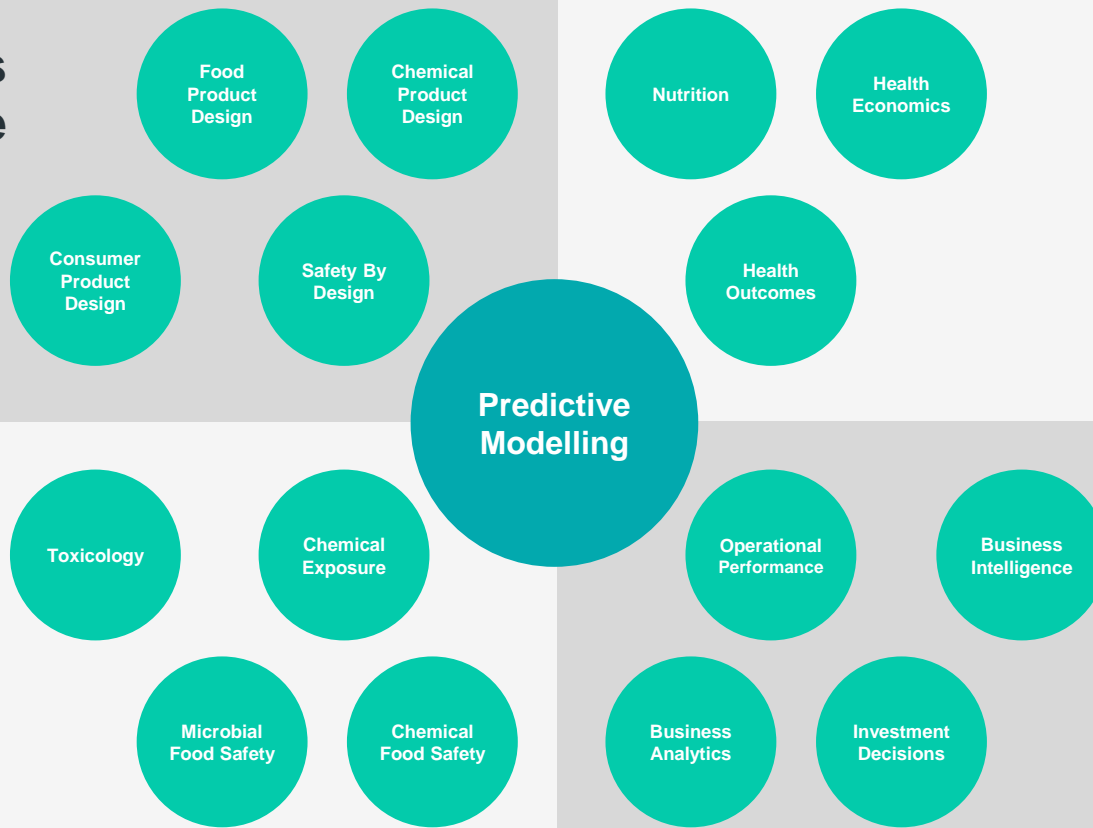 Food
Product
Design
Chemical
Product
Design
Nutrition
Health
Economics
Consumer
Product
Design
Safety By
Design
Health
Outcomes
Predictive
Modelling
Toxicology
Chemical
Exposure
Operational
Performance
Business
Intelligence
Microbial
Food Safety
Chemical
Food Safety
Business
Analytics
Investment
Decisions